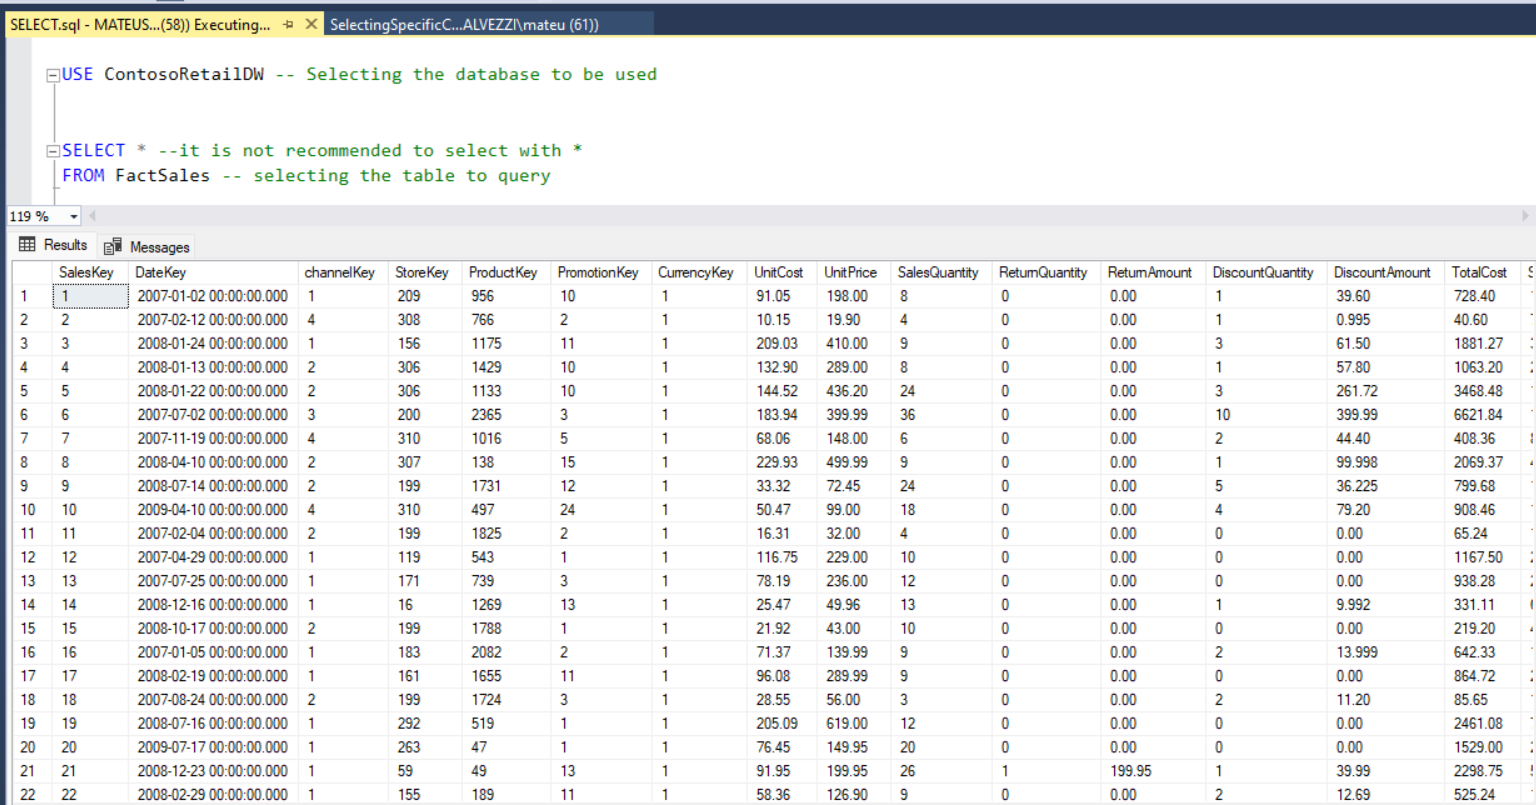 SELECT.sql - MATEUS...(58)) Executing... SelectingSpecificC...ALVEZZI\mateu (61))
USE ContosoRetailDW -- Selecting the database to be used
SELECT * --it is not recommended to select with *
FROM FactSales -- selecting the table to query
119 %
Results Messages
SalesKey DateKey channelKey StoreKey ProductKey PromotionKey CurrencyKey UnitCost UnitPrice SalesQuantity ReturnQuantity ReturnAmount DiscountQuantity DiscountAmount TotalCost
1 1 2007-01-02 00:00:00.000 1 209 956 10 1 91.05 198.00 8 0 0.00 1 39.60 728.40
2 2 2007-02-12 00:00:00.000 4 308 766 2 1 10.15 19.90 4 0 0.00 1 0.995 40.60
3 3 2008-01-24 00:00:00.000 1 156 1175 11 1 209.03 410.00 9 0 0.00 3 61.50 1881.27
4 4 2008-01-13 00:00:00.000 2 306 1429 10 1 132.90 289.00 8 0 0.00 1 57.80 1063.20
5 5 2008-01-22 00:00:00.000 2 306 1133 10 1 144.52 436.20 24 0 0.00 3 261.72 3468.48
6 6 2007-07-02 00:00:00.000 3 200 2365 3 1 183.94 399.99 36 0 0.00 10 399.99 6621.84
7 7 2007-11-19 00:00:00.000 4 310 1016 5 1 68.06 148.00 6 0 0.00 2 44.40 408.36
8 8 2008-04-10 00:00:00.000 2 307 138 15 1 229.93 499.99 9 0 0.00 1 99.998 2069.37
9 9 2008-07-14 00:00:00.000 2 199 1731 12 1 33.32 72.45 24 0 0.00 5 36.225 799.68
10 10 2009-04-10 00:00:00.000 4 310 497 24 1 50.47 99.00 18 0 0.00 4 79.20 908.46
11 11 2007-02-04 00:00:00.000 2 199 1825 2 1 16.31 32.00 4 0 0.00 0 0.00 65.24
12 12 2007-04-29 00:00:00.000 1 119 543 1 1 116.75 229.00 10 0 0.00 0 0.00 1167.50
13 13 2007-07-25 00:00:00.000 1 171 739 3 1 78.19 236.00 12 0 0.00 0 0.00 938.28
14 14 2008-12-16 00:00:00.000 1 16 1269 13 1 25.47 49.96 13 0 0.00 1 9.992 331.11
15 15 2008-10-17 00:00:00.000 2 199 1788 1 1 21.92 43.00 10 0 0.00 0 0.00 219.20
16 16 2007-01-05 00:00:00.000 1 183 2082 2 1 71.37 139.99 9 0 0.00 2 13.999 642.33
17 17 2008-02-19 00:00:00.000 1 161 1655 11 1 96.08 289.99 9 0 0.00 0 0.00 864.72
18 18 2007-08-24 00:00:00.000 2 199 1724 3 1 28.55 56.00 3 0 0.00 2 11.20 85.65
19 19 2008-07-16 00:00:00.000 1 292 519 1 1 205.09 619.00 12 0 0.00 0 0.00 2461.08
20 20 2009-07-17 00:00:00.000 1 263 47 1 1 76.45 149.95 20 0 0.00 0 0.00 1529.00
21 21 2008-12-23 00:00:00.000 1 59 49 13 1 91.95 199.95 26 1 199.95 1 39.99 2298.75
22 22 2008-02-29 00:00:00.000 1 155 189 11 1 58.36 126.90 9 0 0.00 2 12.69 525.24